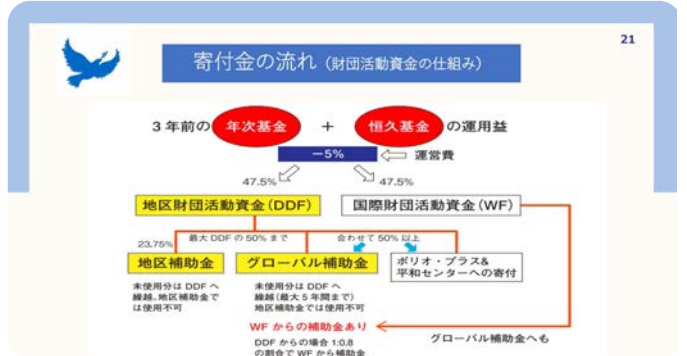 21
寄付金の流れ（財団活動資金の仕組み）
3年前の 年次基金 + 恒久基金 の運用益
−5% 運営費
47.5% 47.5%
地区財団活動資金(DDF) 国際財団活動資金(WF)
最大 DDF の 50% まで 合わせて 50% 以上
23.75%
地区補助金 グローバル補助金 ポリオ・プラス&
平和センターへの寄付
未使用分は DDF へ
繰越、地区補助金で
は使用不可
未使用分は DDF へ
繰越(最大5年間まで)
地区補助金では使用不可
WF からの補助金あり
グローバル補助金へも
DDF からの場合 1:0.8
の割合で WF から補助金